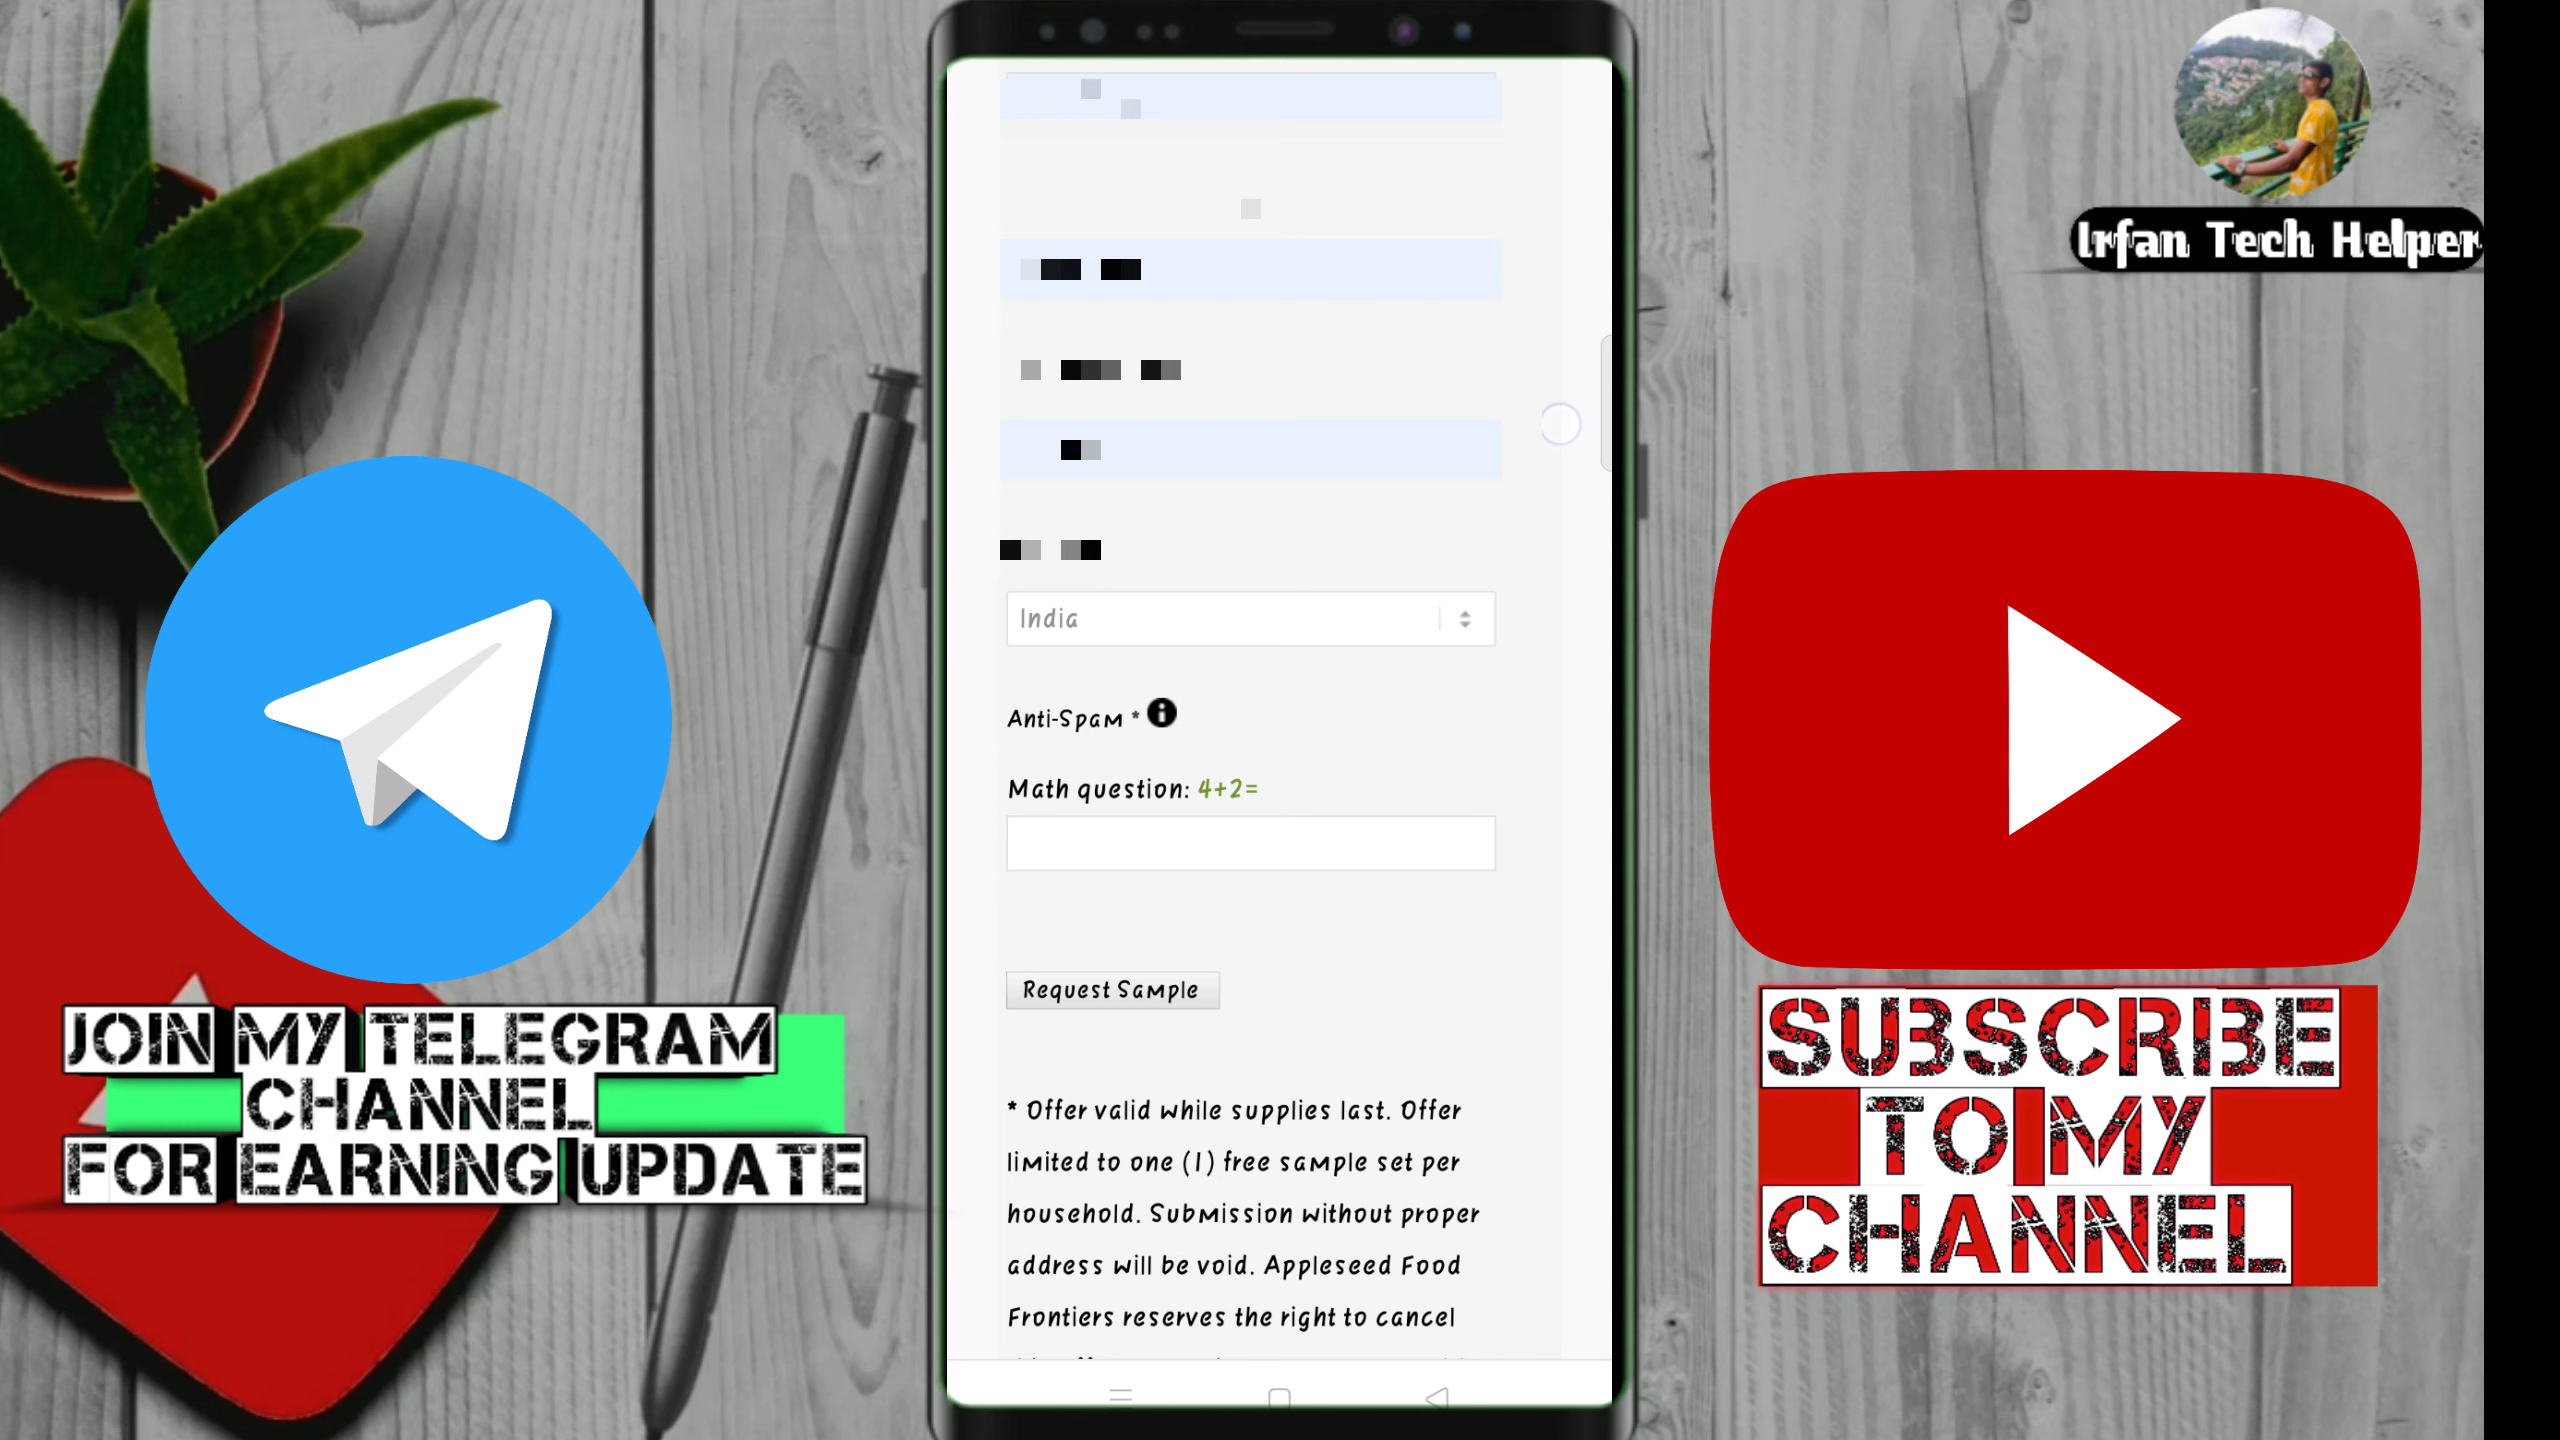 Irfan Tech Helper
India
Anti-Spam *
Math question: 4+2=
Request Sample
* Offer valid while supplies last. Offer
limited to one (1) free sample set per
household. Submission without proper
address will be void. Appleseed Food
Frontiers reserves the right to cancel
JOIN MY TELEGRAM
CHANNEL
FOR EARNING UPDATE
SUBSCRIBE
TO MY
CHANNEL